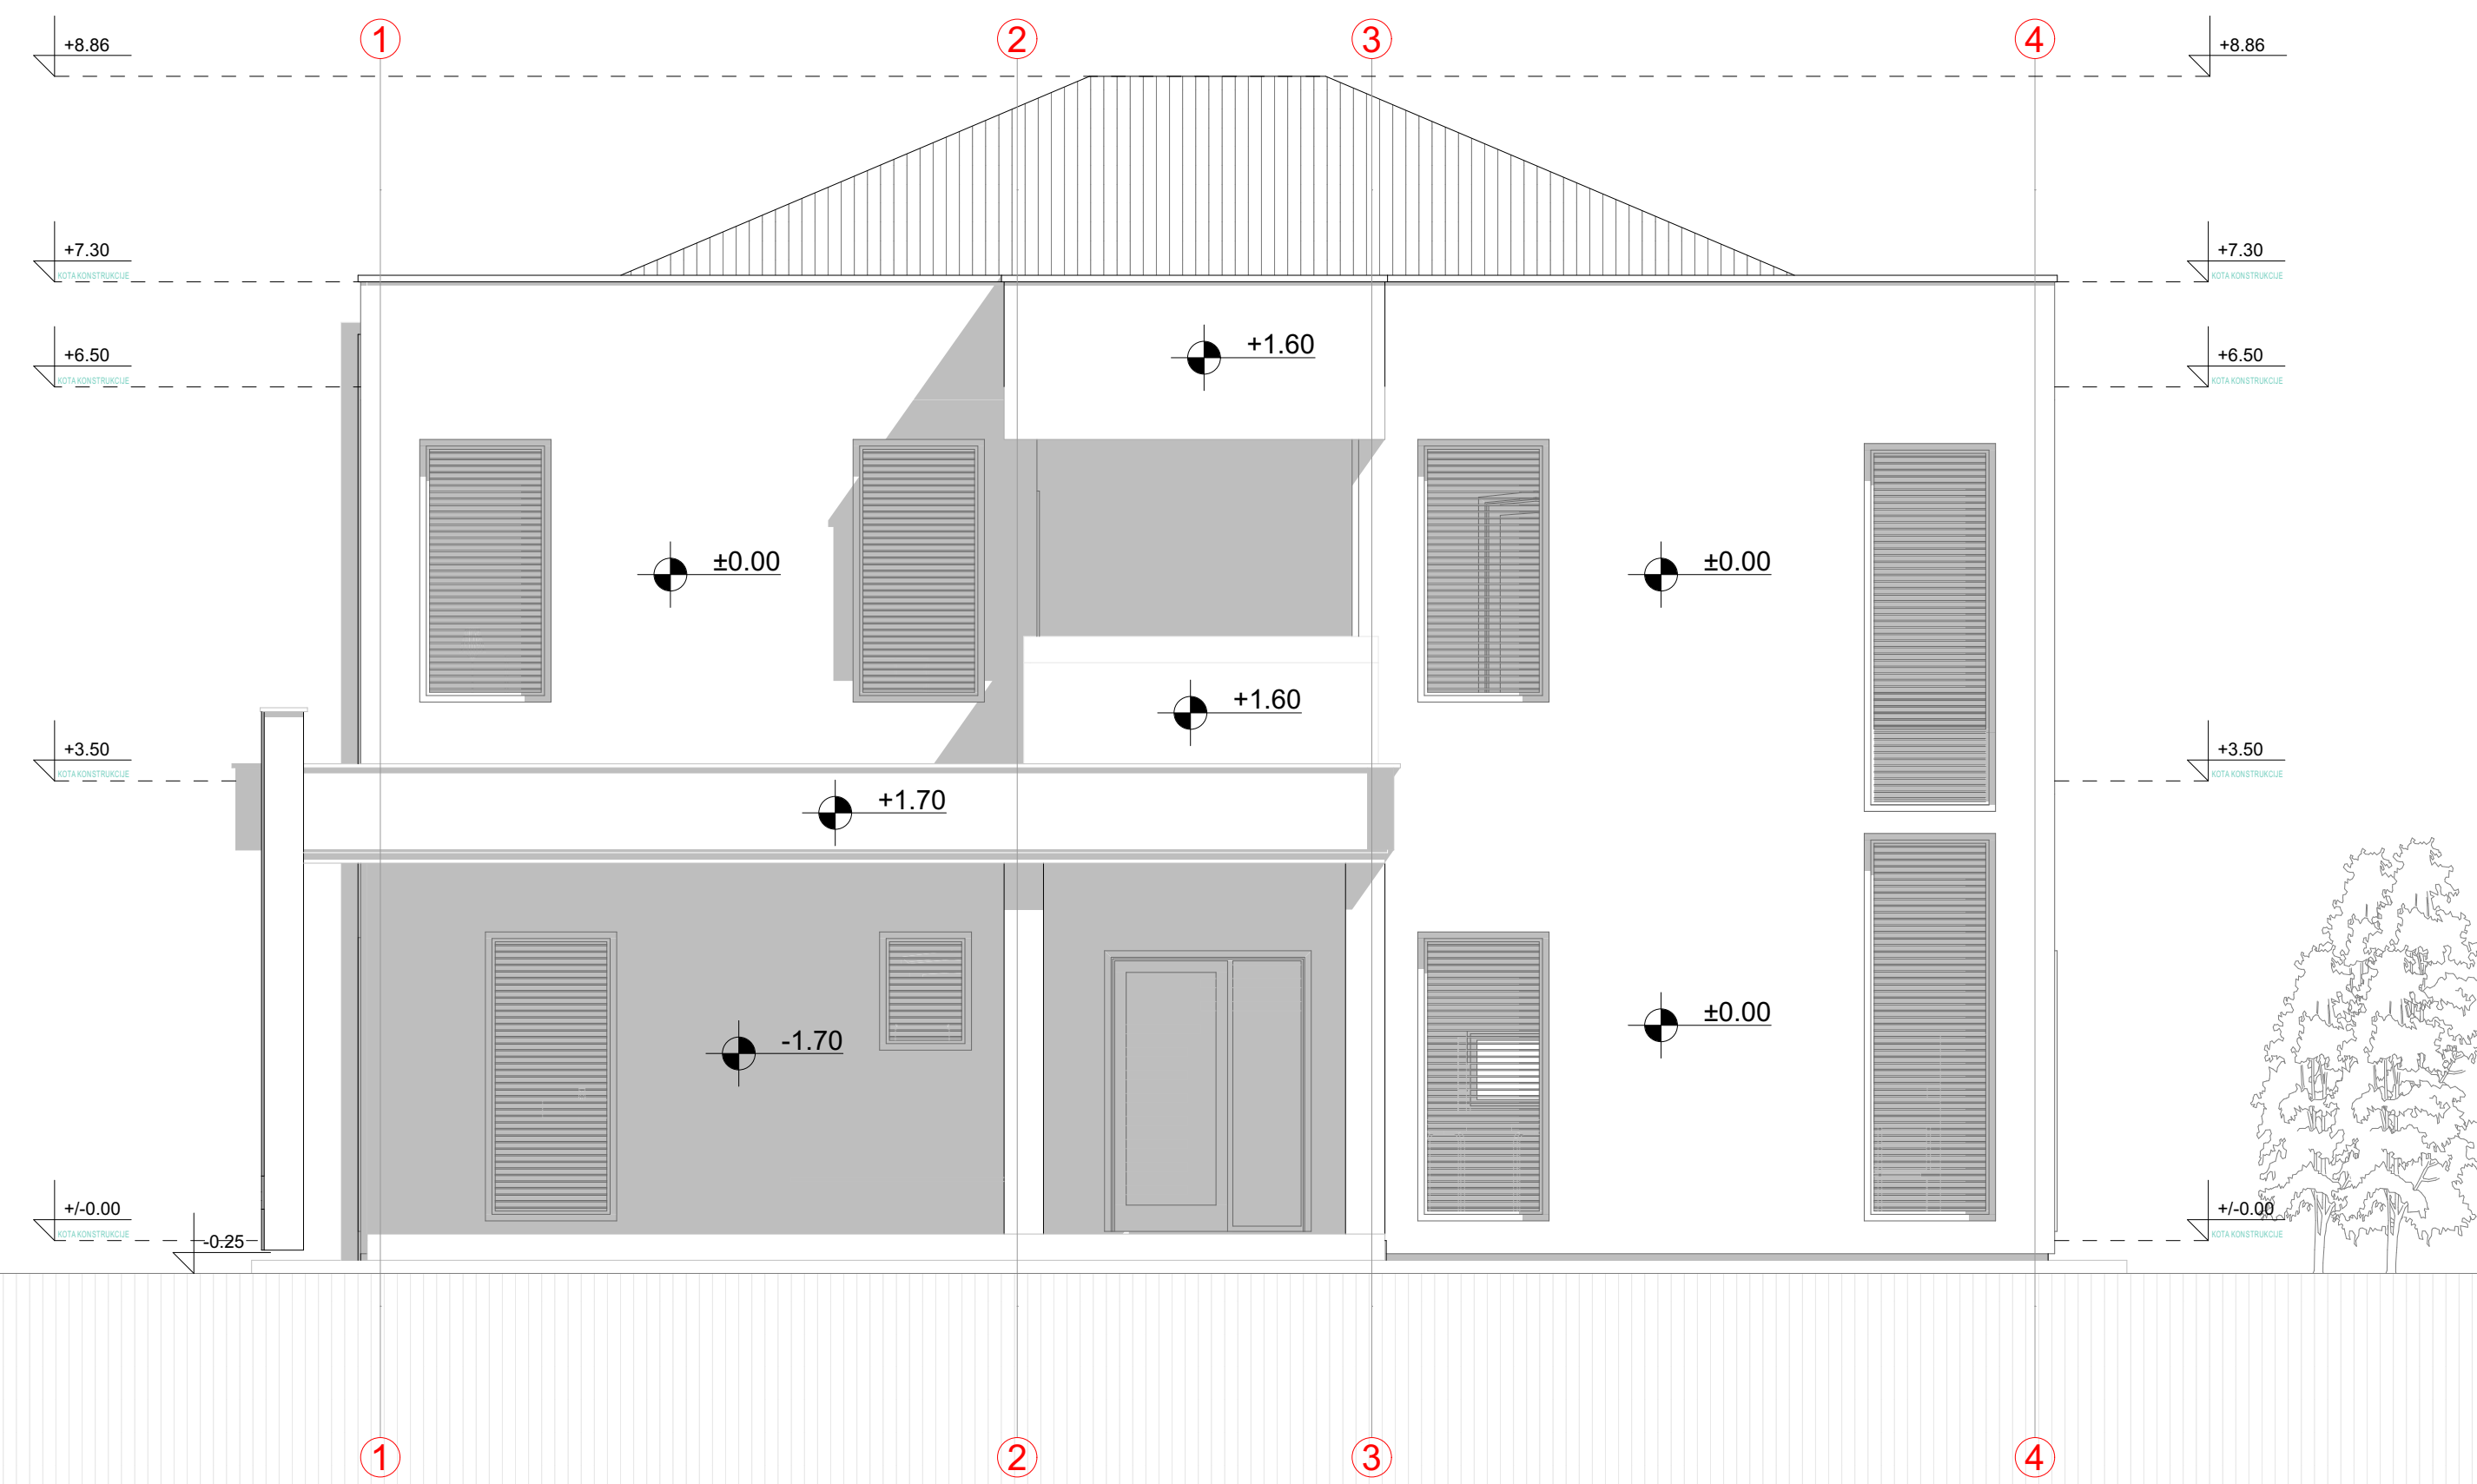 1 2 3 4
+8.86 +8.86
+7.30 +7.30
KOTA KONSTRUKCIJE KOTA KONSTRUKCIJE
+1.60
+6.50 +6.50
KOTA KONSTRUKCIJE KOTA KONSTRUKCIJE
±0.00 ±0.00
+1.60
+3.50 +3.50
KOTA KONSTRUKCIJE KOTA KONSTRUKCIJE
+1.70
±0.00
-1.70
+/-0.00 +/-0.00
KOTA KONSTRUKCIJE KOTA KONSTRUKCIJE
-0.25
1 2 3 4